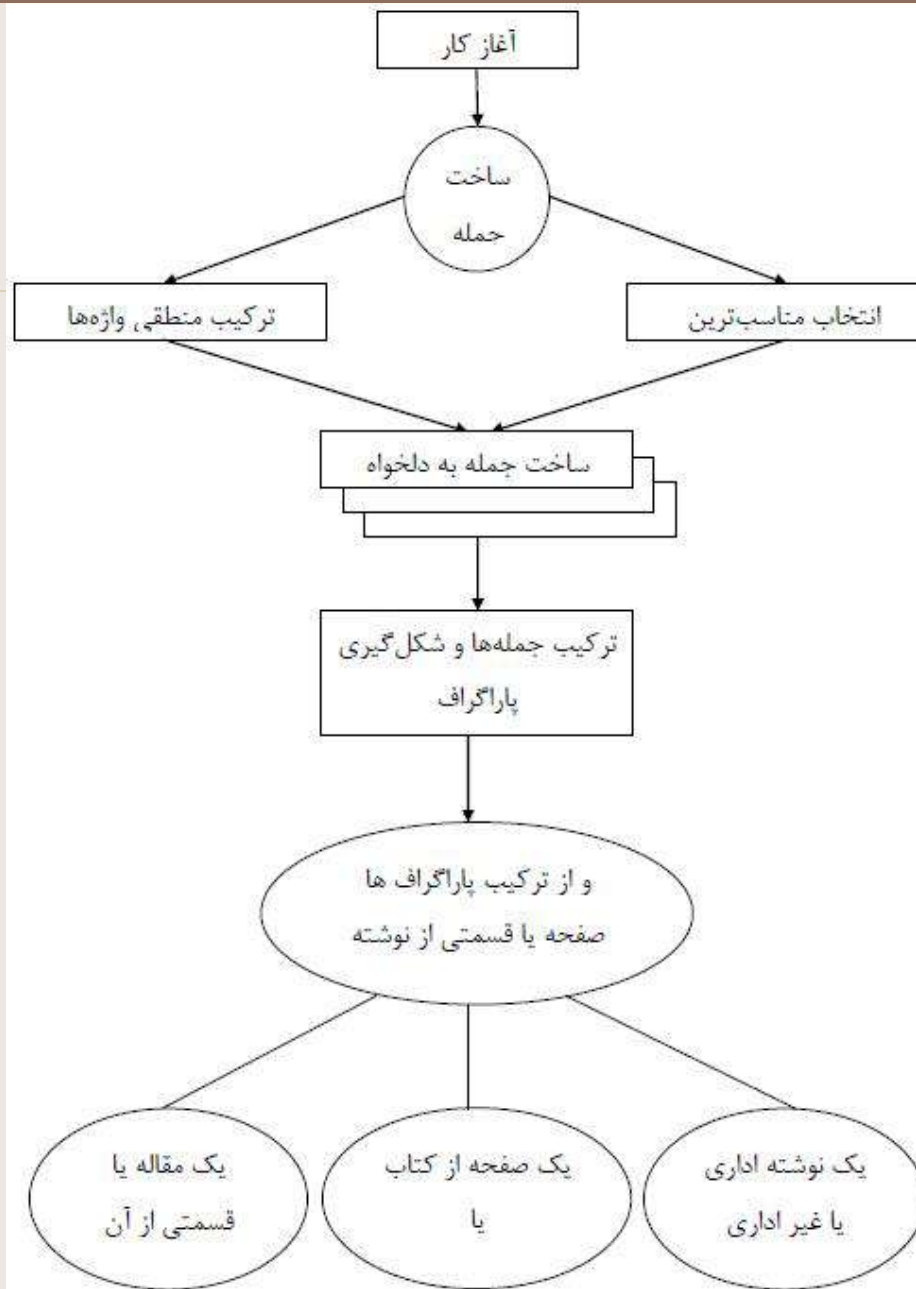 آغاز کار
ساخت
جمله
انتخاب مناسب‌ترین
ترکیب منطقی واژه‌ها
ساخت جمله به دلخواه
ترکیب جمله‌ها و شکل‌گیری
پاراگراف
و از ترکیب پاراگراف ها
صفحه یا قسمتی از نوشته
یک نوشته اداری
یا غیر اداری
یک صفحه از کتاب
یا
یک مقاله یا
قسمتی از آن